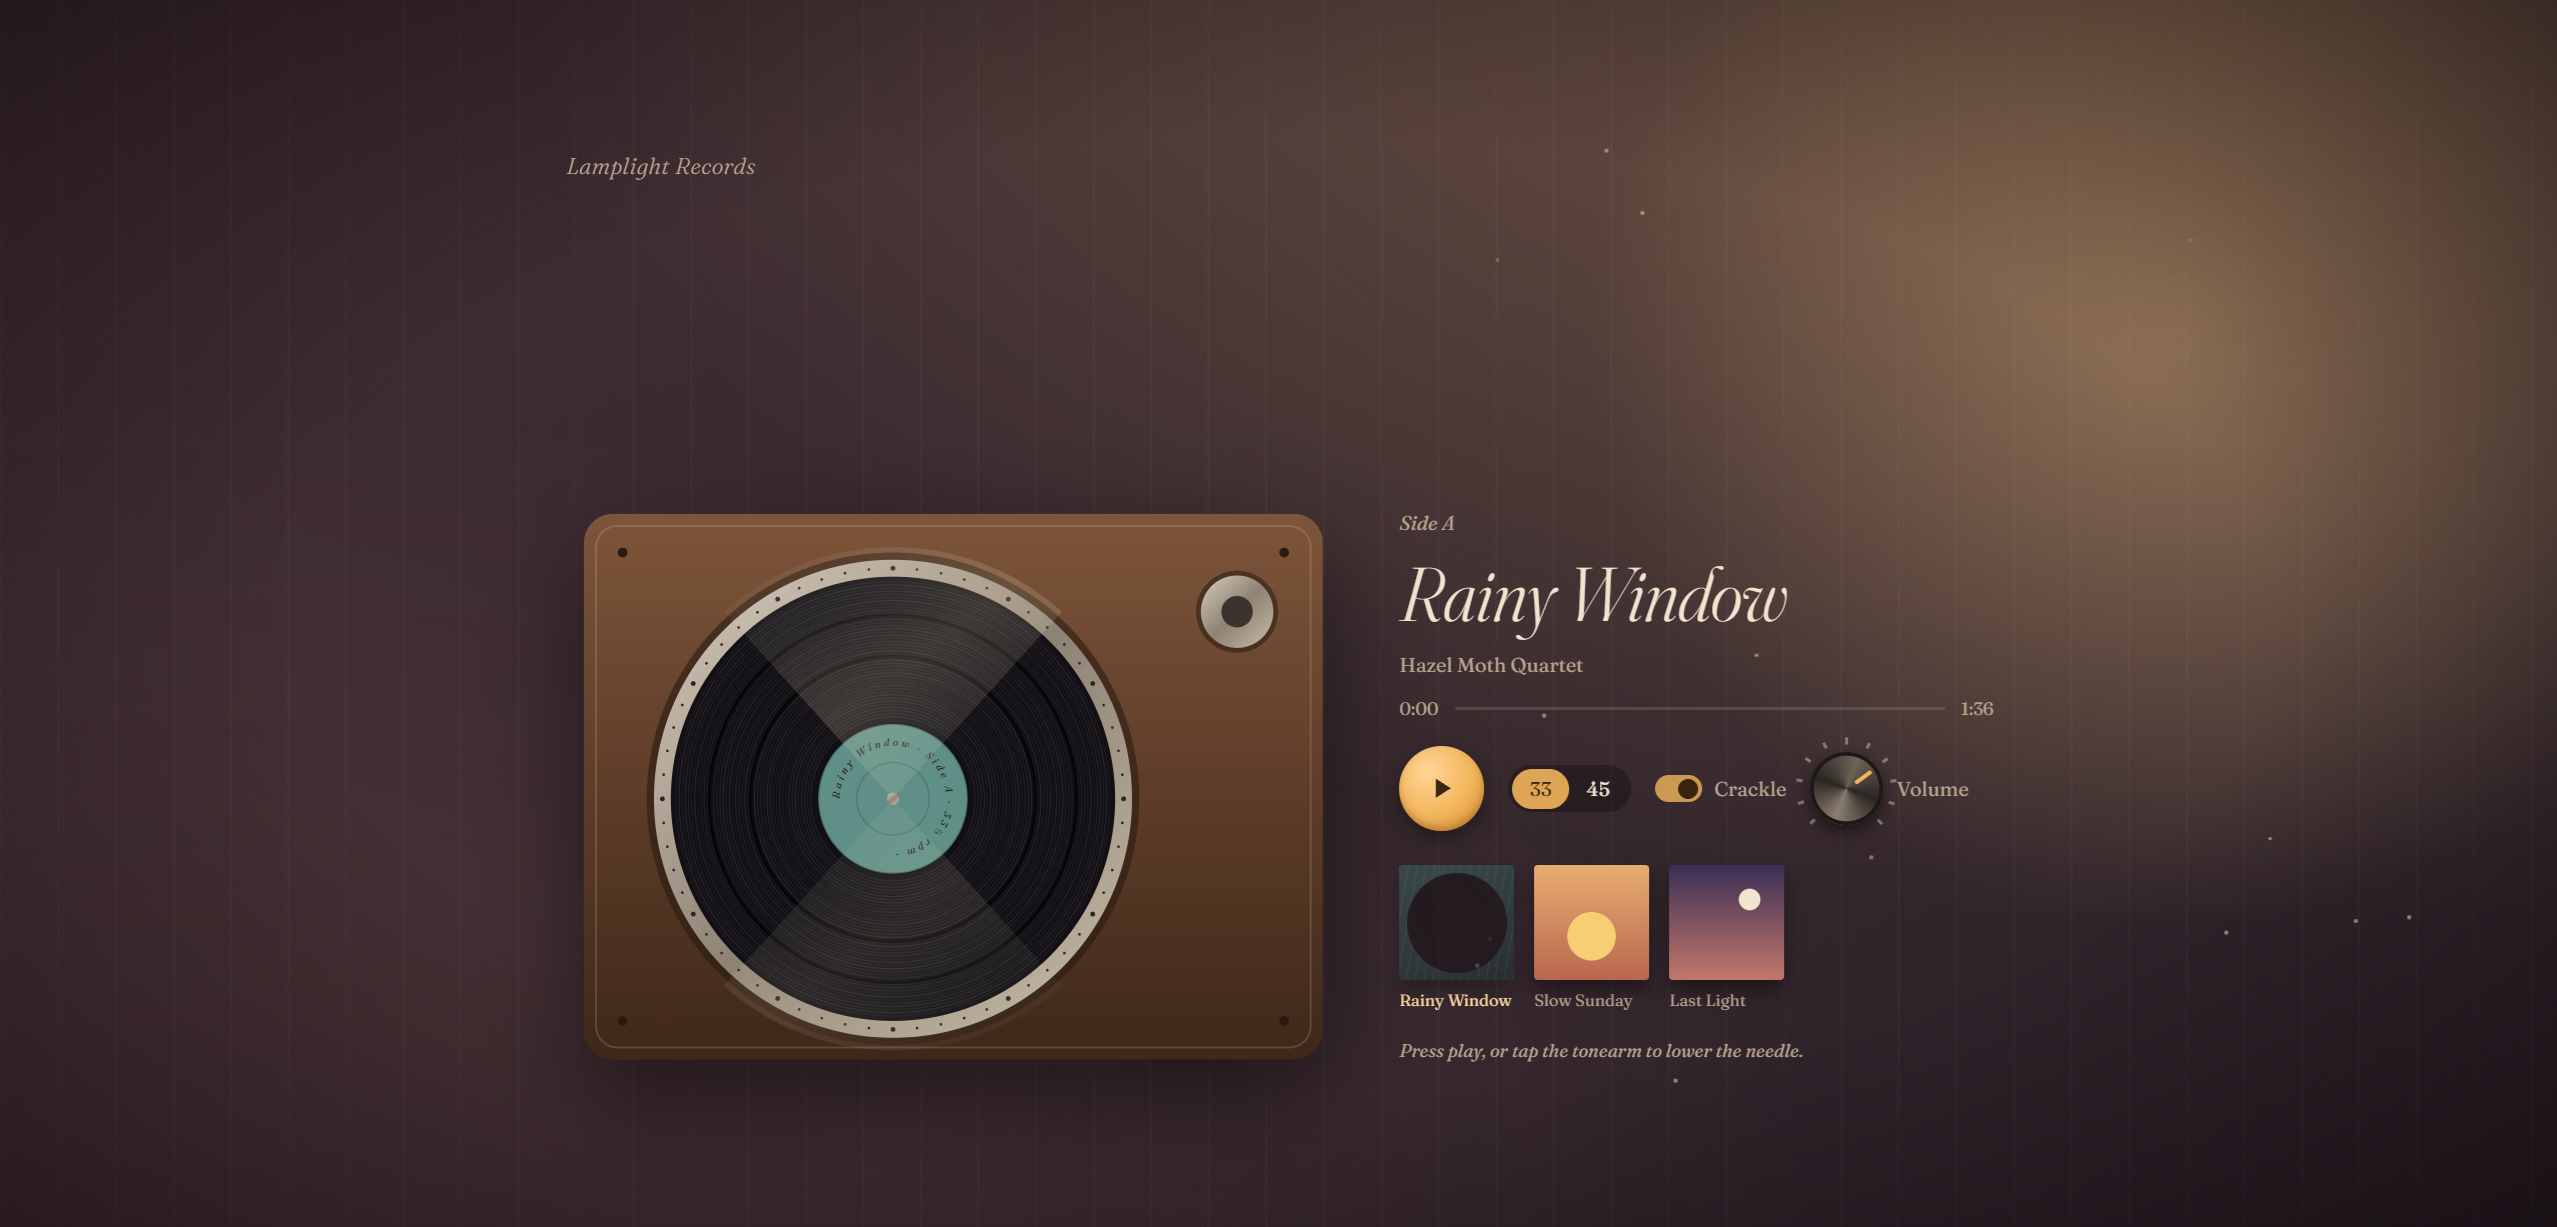 Lamplight Records
Rainy Window · Side A · 33⅓ rpm ·
Side A
Rainy Window
Hazel Moth Quartet
0:00 1:36
33 45 Crackle Volume
Rainy Window Slow Sunday Last Light
Press play, or tap the tonearm to lower the needle.